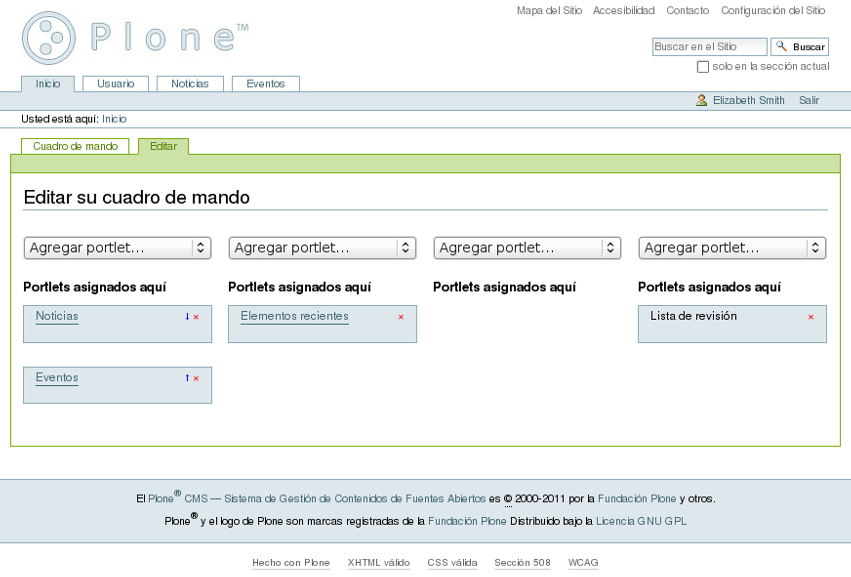 Mapa del Sitio Accesibilidad Contacto Configuración del Sitio
Plone™
Buscar en el Sitio Buscar
solo en la sección actual
Inicio Usuario Noticias Eventos
Elizabeth Smith Salir
Usted está aquí: Inicio
Cuadro de mando Editar
Editar su cuadro de mando
Agregar portlet... Agregar portlet... Agregar portlet... Agregar portlet...
Portlets asignados aquí Portlets asignados aquí Portlets asignados aquí Portlets asignados aquí
Noticias ↓ × Elementos recientes × Lista de revisión ×
Eventos ↑ ×
El Plone® CMS — Sistema de Gestión de Contenidos de Fuentes Abiertos es © 2000-2011 por la Fundación Plone y otros.
Plone® y el logo de Plone son marcas registradas de la Fundación Plone Distribuido bajo la Licencia GNU GPL
Hecho con Plone XHTML válido CSS válida Sección 508 WCAG